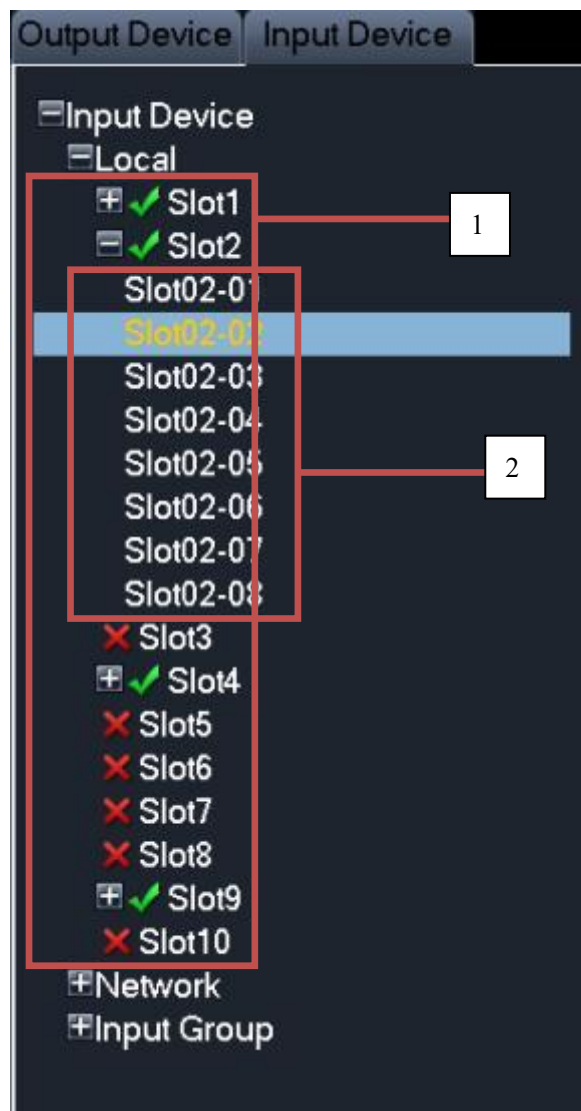 Output Device Input Device
Input Device
Local
Slot1
1
Slot2
Slot02-01
Slot02-02
Slot02-03
Slot02-04
Slot02-05
2
Slot02-06
Slot02-07
Slot02-08
Slot3
Slot4
Slot5
Slot6
Slot7
Slot8
Slot9
Slot10
Network
Input Group